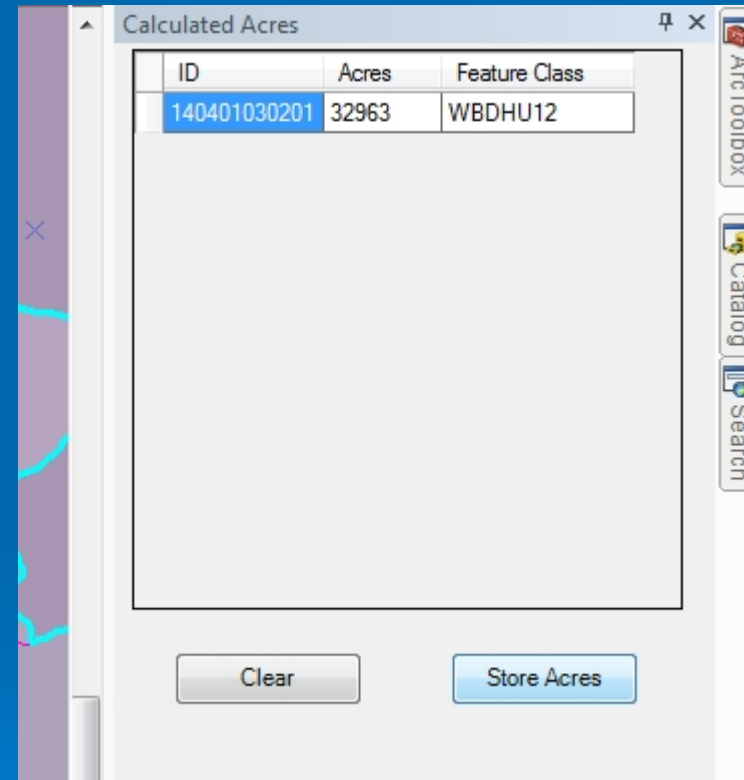 Calculated Acres
ID Acres Feature Class
140401030201 32963 WBDHU12
Clear Store Acres
ArcToolbox
Catalog
Search